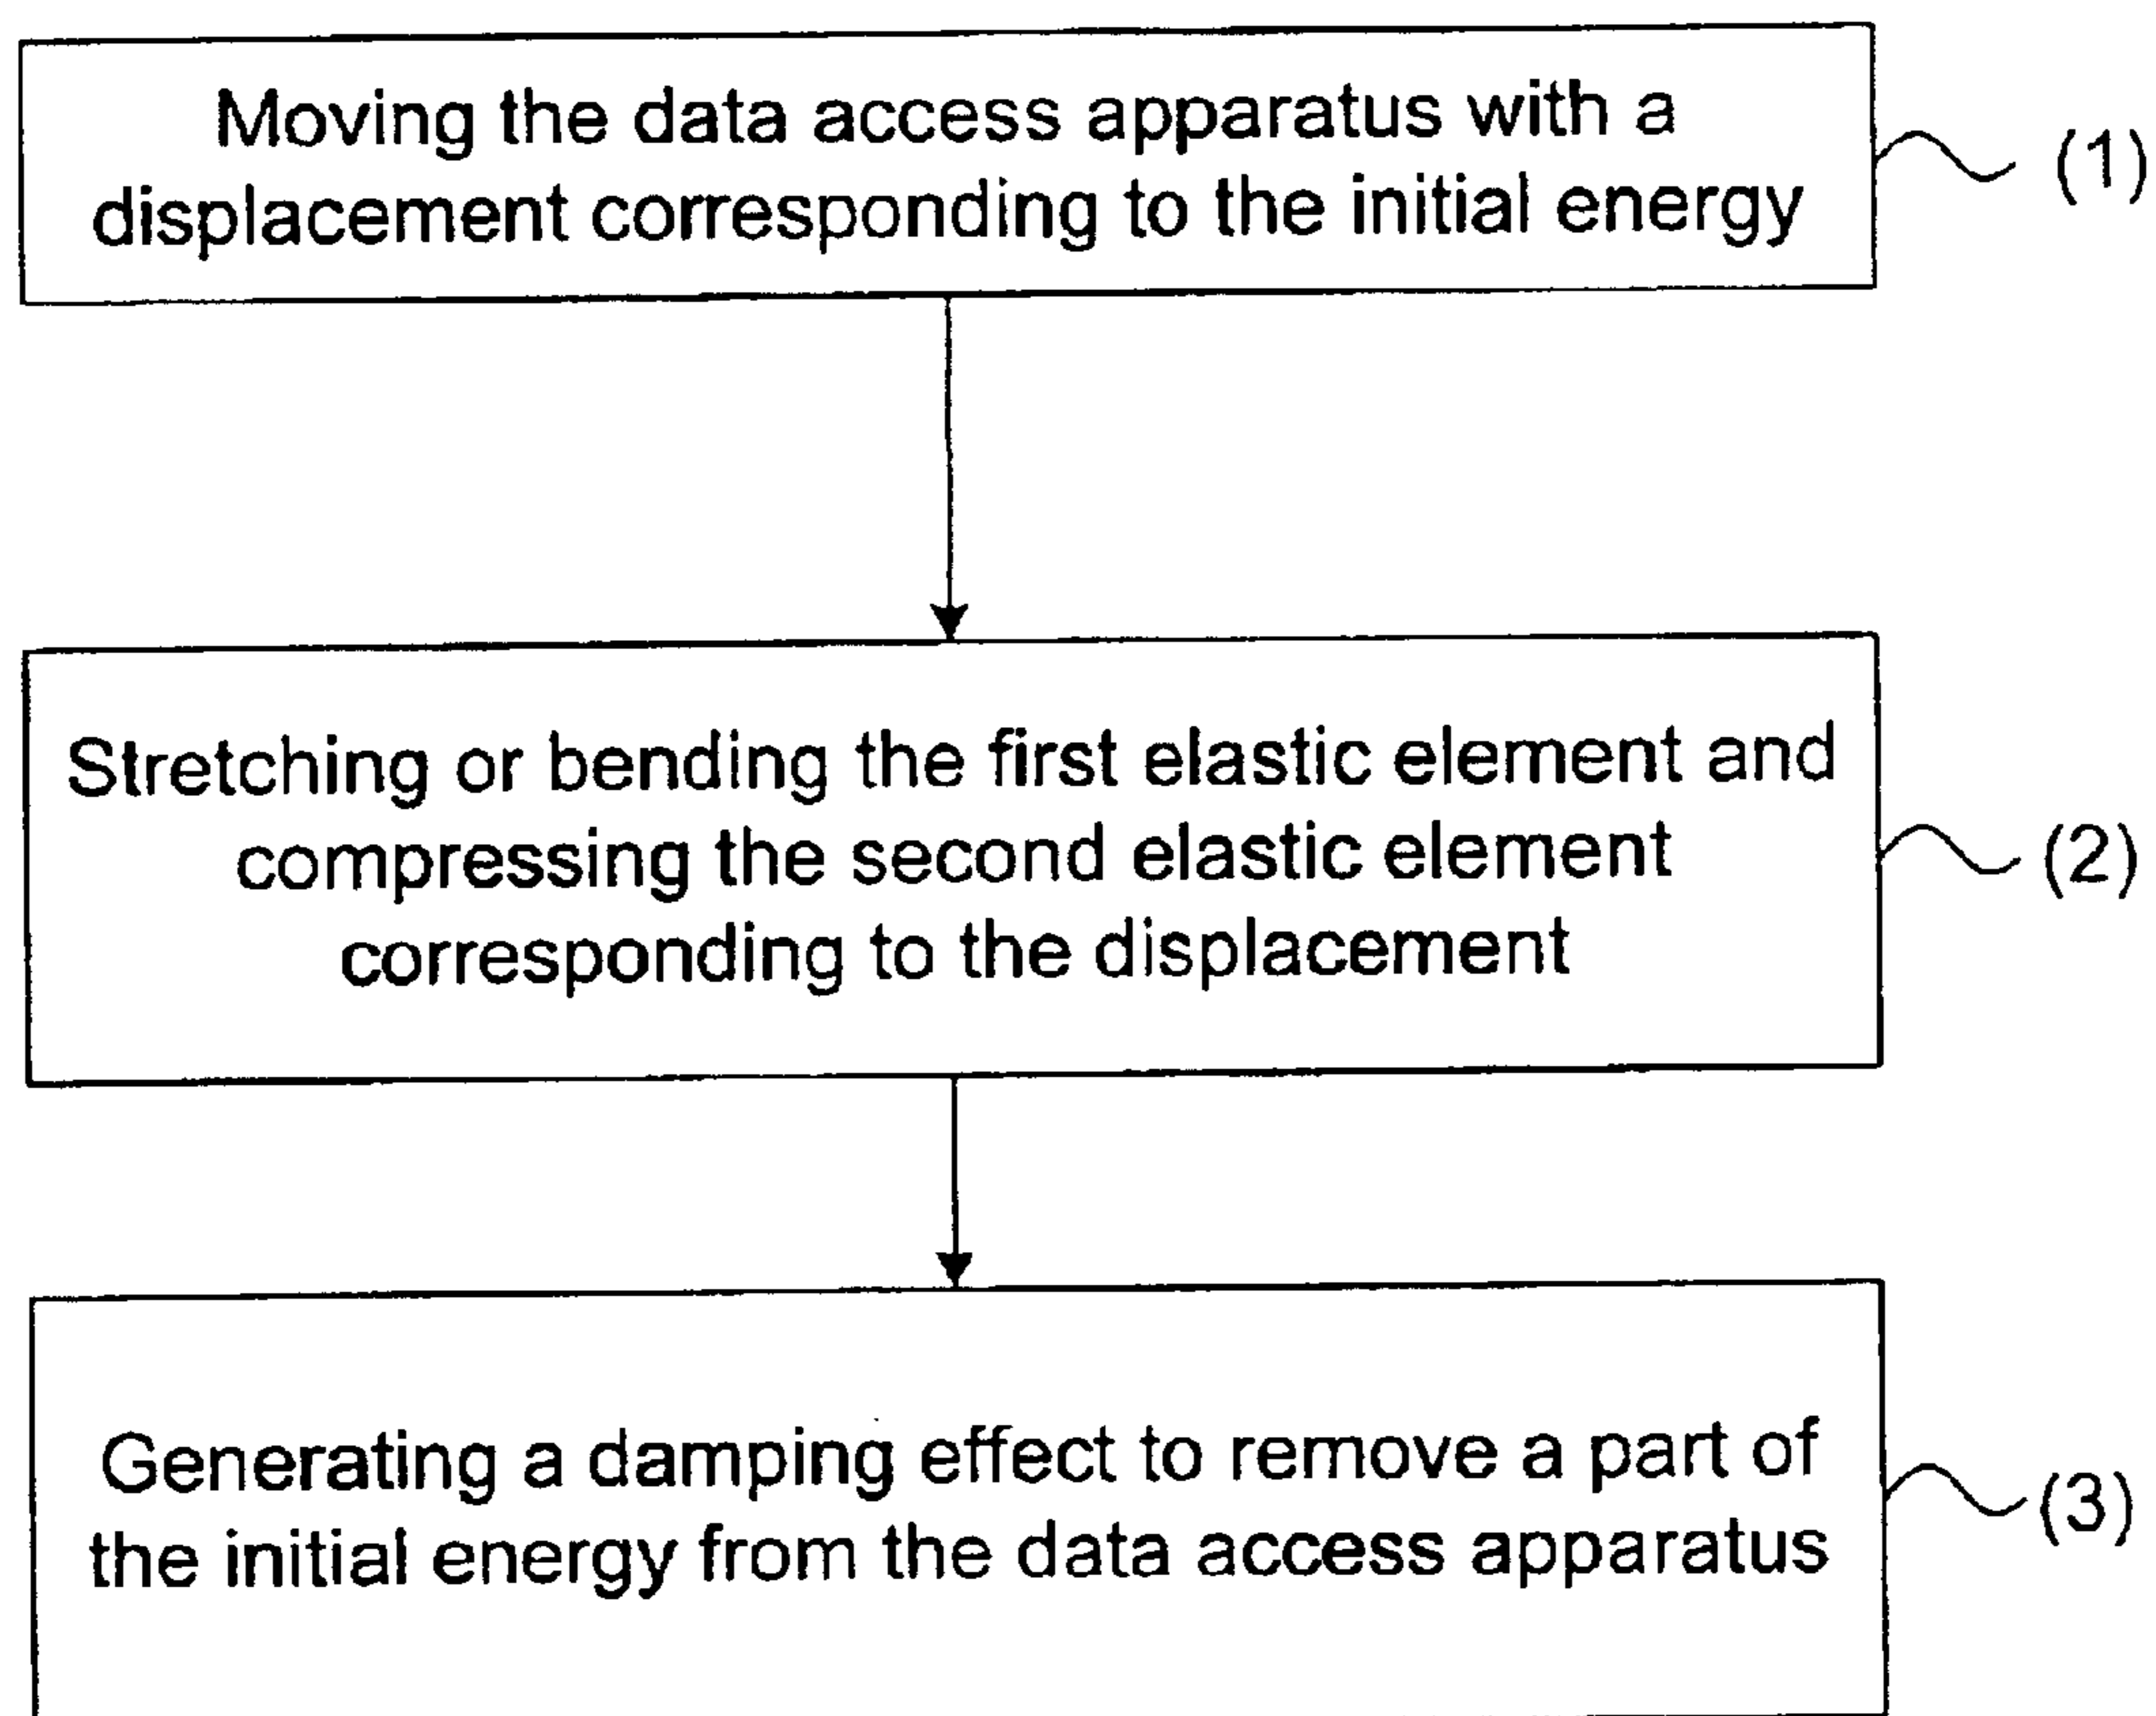 Moving the data access apparatus with a
displacement corresponding to the initial energy
(1)
Stretching or bending the first elastic element and
compressing the second elastic element
corresponding to the displacement
(2)
Generating a damping effect to remove a part of
the initial energy from the data access apparatus
(3)